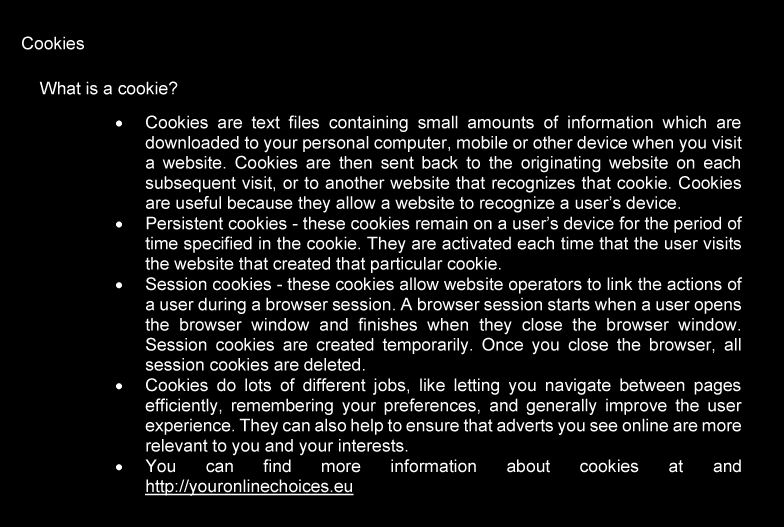 Cookies
What is a cookie?
• Cookies are text files containing small amounts of information which are
downloaded to your personal computer, mobile or other device when you visit
a website. Cookies are then sent back to the originating website on each
subsequent visit, or to another website that recognizes that cookie. Cookies
are useful because they allow a website to recognize a user’s device.
• Persistent cookies - these cookies remain on a user’s device for the period of
time specified in the cookie. They are activated each time that the user visits
the website that created that particular cookie.
• Session cookies - these cookies allow website operators to link the actions of
a user during a browser session. A browser session starts when a user opens
the browser window and finishes when they close the browser window.
Session cookies are created temporarily. Once you close the browser, all
session cookies are deleted.
• Cookies do lots of different jobs, like letting you navigate between pages
efficiently, remembering your preferences, and generally improve the user
experience. They can also help to ensure that adverts you see online are more
relevant to you and your interests.
• You can find more information about cookies at and
http://youronlinechoices.eu